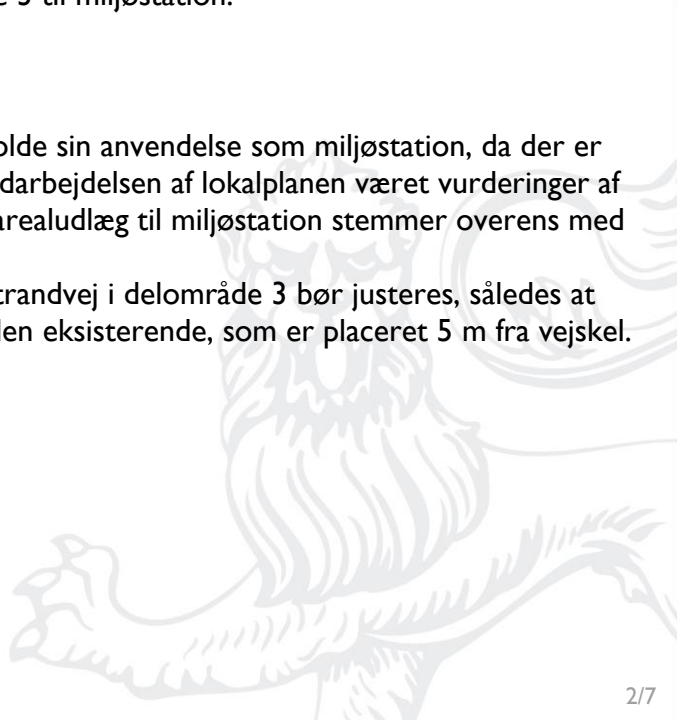 3 til miljøstation.
olde sin anvendelse som miljøstation, da der er
darbejdelsen af lokalplanen været vurderinger af
arealudlæg til miljøstation stemmer overens med
trandvej i delområde 3 bør justeres, således at
den eksisterende, som er placeret 5 m fra vejskel.
2/7